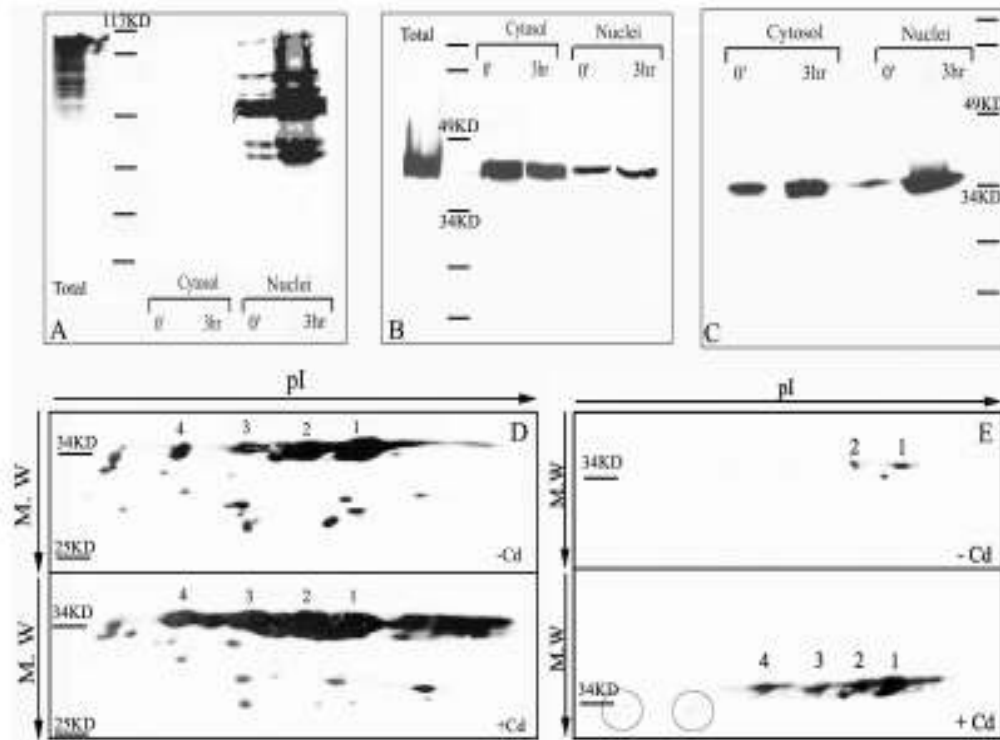 117KD
Total
Cytosol
Nuclei
0' 3hr 0' 3hr
A
Total
Cytosol
Nuclei
0' 3hr 0' 3hr
49KD
34KD
B
Cytosol
Nuclei
0' 3hr 0' 3hr
49KD
34KD
C
pI
M. W
34KD
4 3 2 1
D
25KD
-Cd
M. W
34KD
4 3 2 1
25KD
+Cd
pI
M.W
34KD
2 1
E
- Cd
M.W
34KD
4 3 2 1
+ Cd